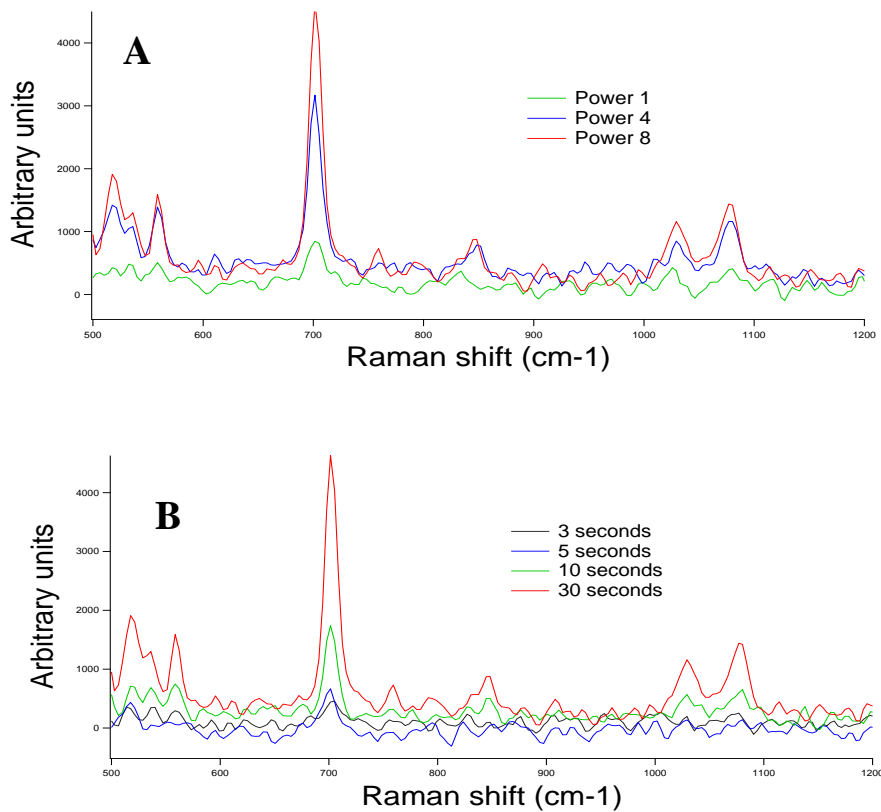 A
4000
3000
2000
1000
0
Arbitrary units
Power 1
Power 4
Power 8
500 600 700 800 900 1000 1100 1200
Raman shift (cm-1)
B
4000
3000
2000
1000
0
Arbitrary units
3 seconds
5 seconds
10 seconds
30 seconds
500 600 700 800 900 1000 1100 1200
Raman shift (cm-1)